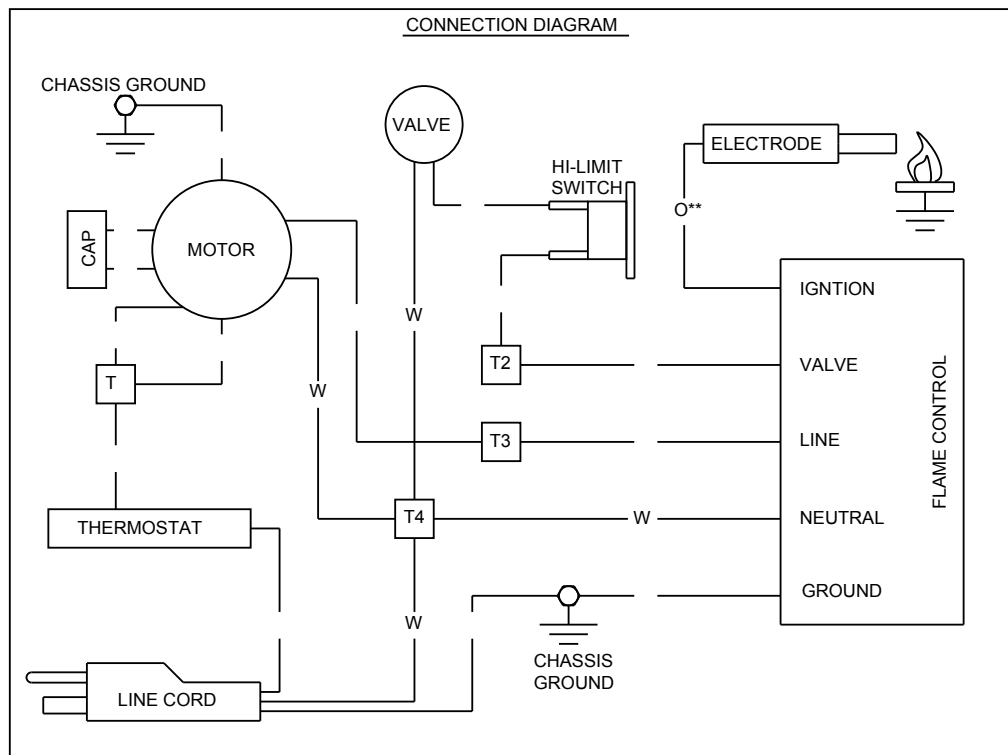 CONNECTION DIAGRAM
CHASSIS GROUND
VALVE
ELECTRODE
HI-LIMIT
SWITCH
O**
CAP
MOTOR
IGNTION
W
T2
VALVE
T
W
T3
LINE
FLAME CONTROL
THERMOSTAT
T4
W
NEUTRAL
GROUND
W
CHASSIS
GROUND
LINE CORD